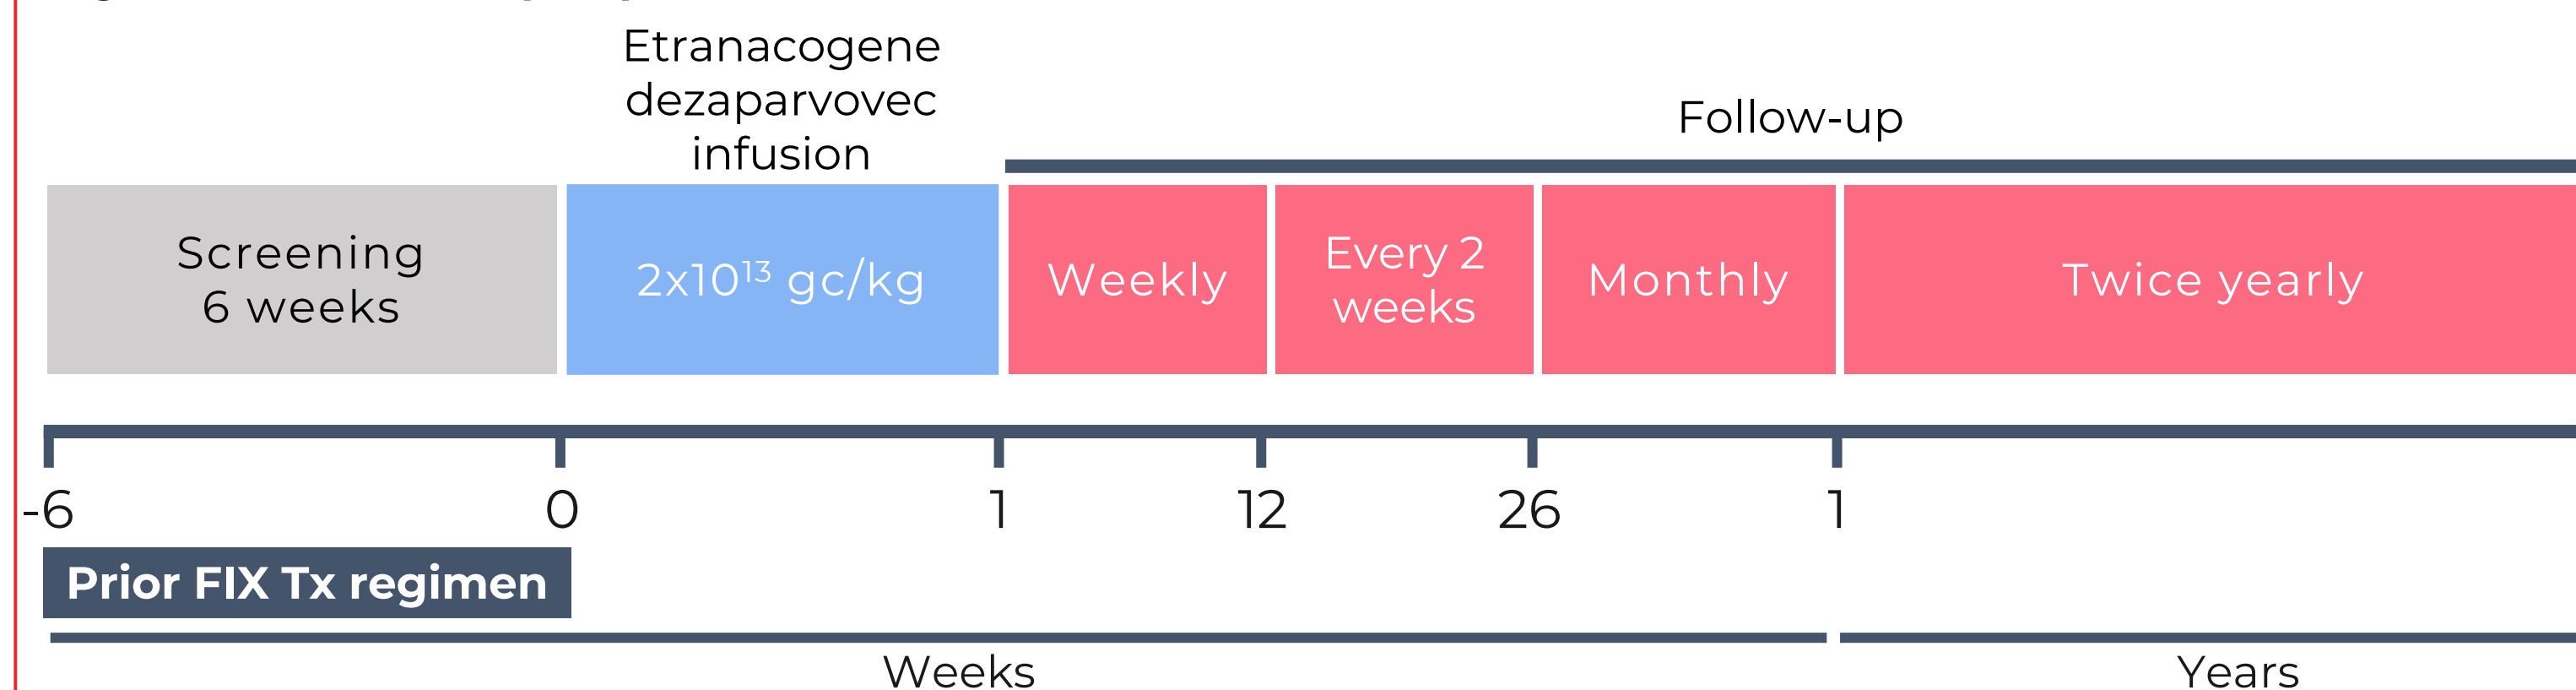 Etranacogene
dezaparvovec
infusion
Follow-up
Screening
6 weeks
2x10¹³ gc/kg
Weekly
Every 2
weeks
Monthly
Twice yearly
-6 0 1 12 26 1
Prior FIX Tx regimen
Weeks Years